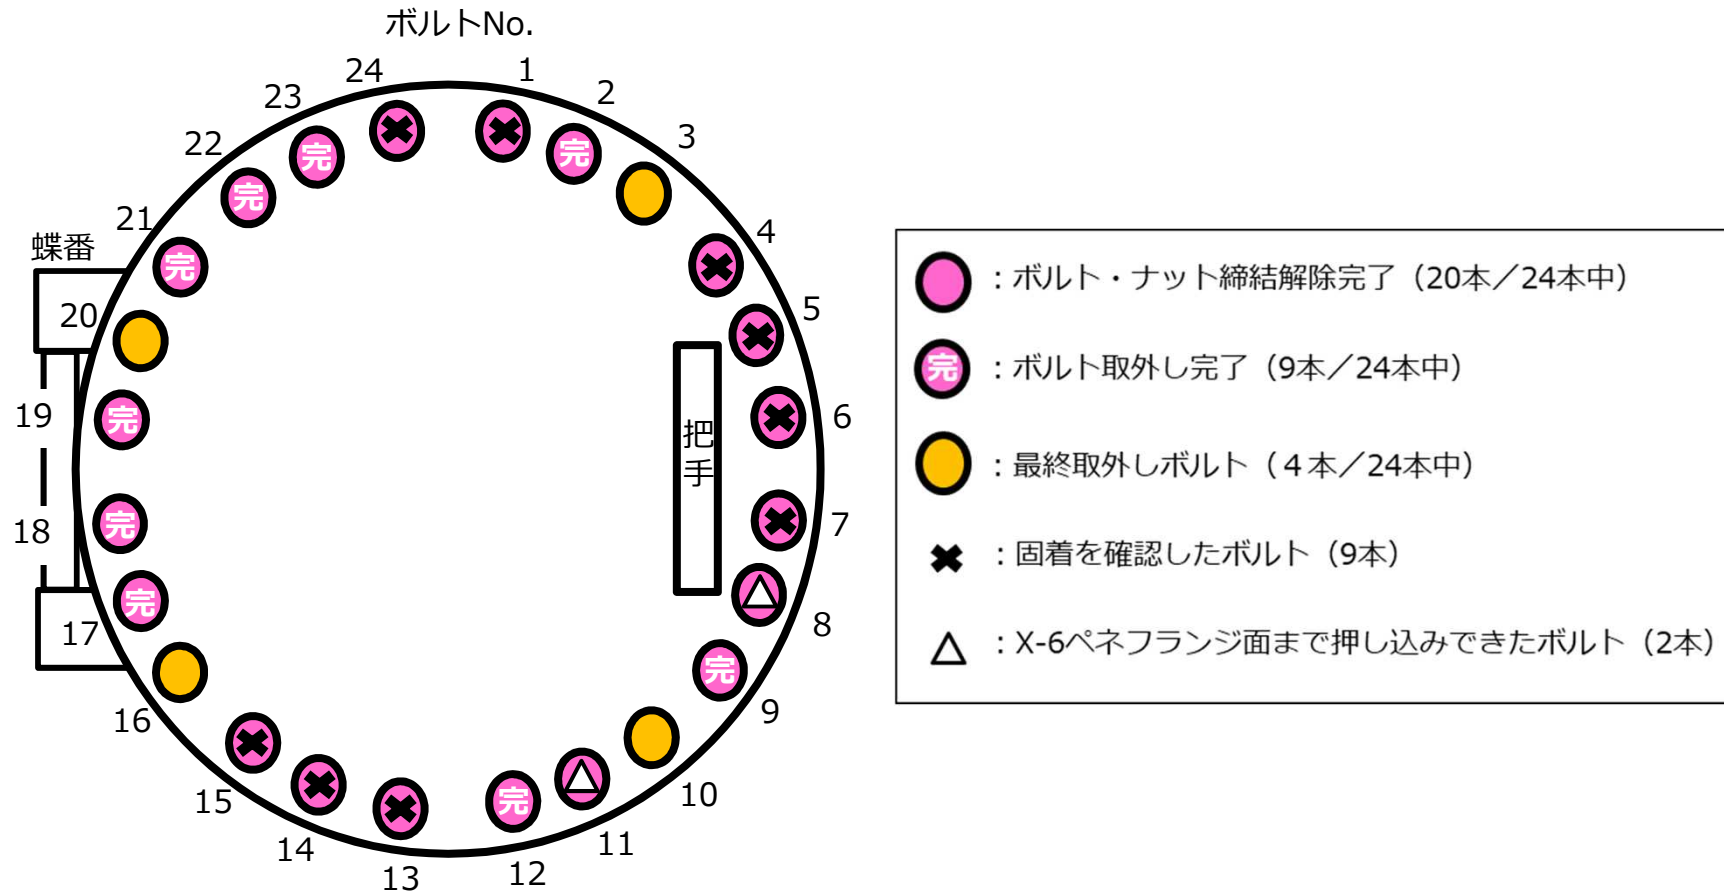 ボルトNo.
24
1
23
2
22
3
21
4
蝶番
20
5
19
6
把手
18
7
17
8
16
9
15
10
14
11
13
12
完
完
完
完
完
完
完
完
完
完：ボルト・ナット締結解除完了（20本／24本中）
：ボルト取外し完了（9本／24本中）
：最終取外しボルト（４本／24本中）
：固着を確認したボルト（9本）
：X-6ペネフランジ面まで押し込みできたボルト（2本）